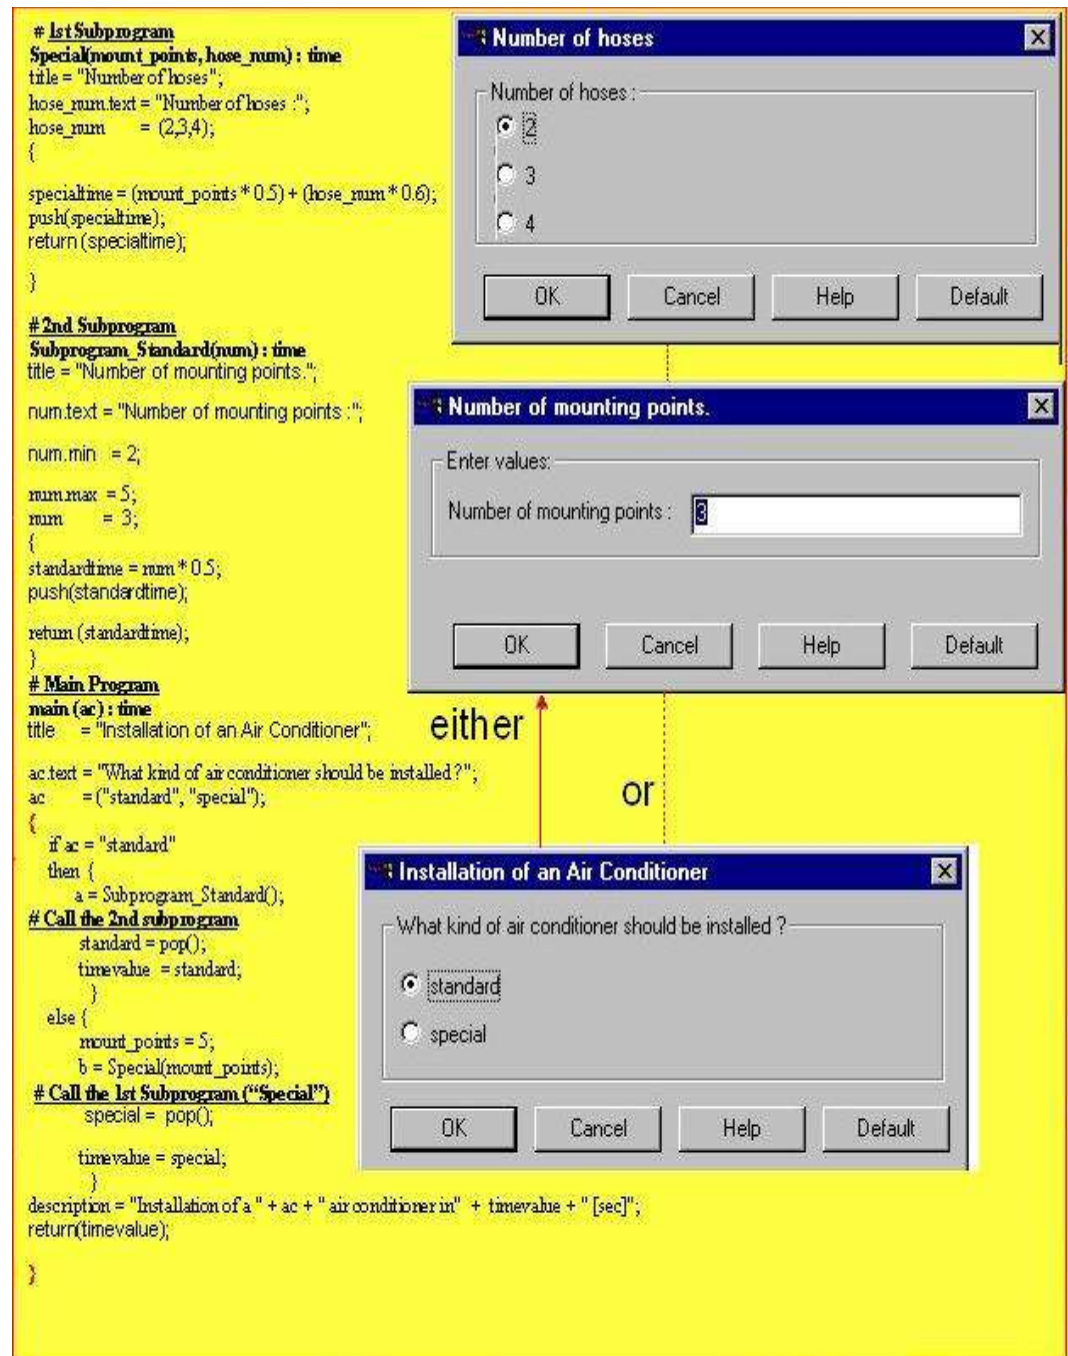 # 1st Subprogram
Special(mount_points, hose_num) : time
title = "Number of hoses";
hose_num.text = "Number of hoses :";
hose_num = (2,3,4);
{
specialtime = (mount_points * 0.5) + (hose_num * 0.6);
push(specialtime);
return (specialtime);
}
# 2nd Subprogram
Subprogram_Standard(num) : time
title = "Number of mounting points.";
num.text = "Number of mounting points :";
num.min = 2;
num.max = 5;
num = 3;
{
standardtime = num * 0.5;
push(standardtime);
return (standardtime);
}
# Main Program
main (ac) : time
title = "Installation of an Air Conditioner";
ac.text = "What kind of air conditioner should be installed ?";
ac = ("standard", "special");
{
if ac = "standard"
then {
a = Subprogram_Standard();
# Call the 2nd subprogram
standard = pop();
timevalue = standard;
}
else {
mount_points = 5;
b = Special(mount_points);
# Call the 1st Subprogram (“Special”)
special = pop();
timevalue = special;
}
description = "Installation of a " + ac + " air conditioner in" + timevalue + " [sec]";
return(timevalue);
}
Number of hoses
Number of hoses :
2
3
4
OK Cancel Help Default
Number of mounting points.
Enter values:
Number of mounting points : 3
OK Cancel Help Default
either
or
Installation of an Air Conditioner
What kind of air conditioner should be installed ?
standard
special
OK Cancel Help Default